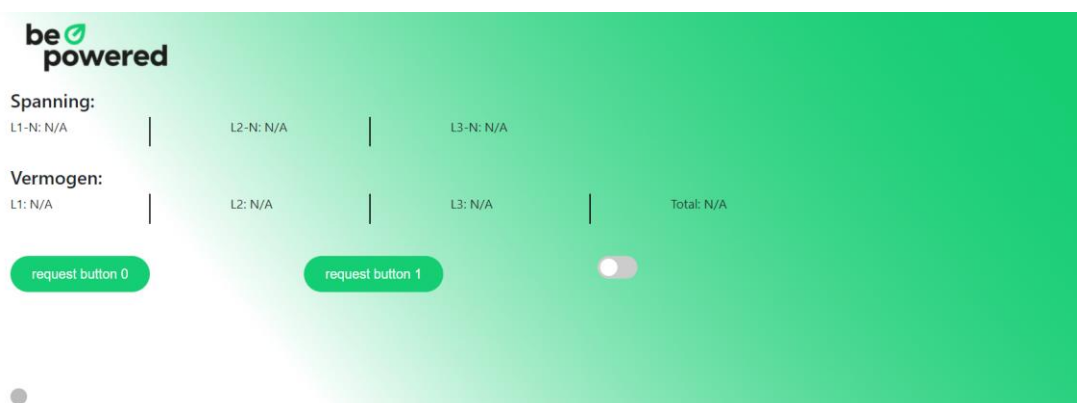 be
powered
Spanning:
L1-N: N/A L2-N: N/A L3-N: N/A
Vermogen:
L1: N/A L2: N/A L3: N/A Total: N/A
request button 0 request button 1